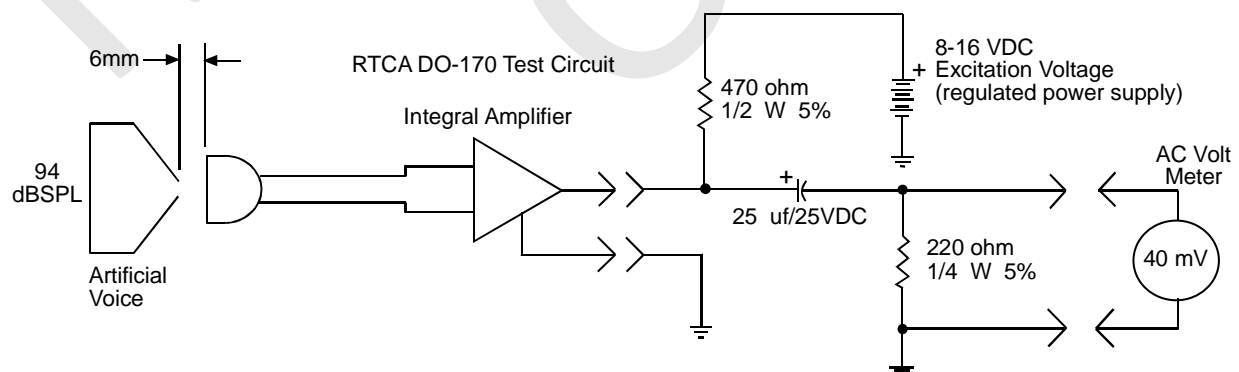 6mm
RTCA DO-170 Test Circuit
Integral Amplifier
470 ohm
1/2 W 5%
8-16 VDC
+ Excitation Voltage
(regulated power supply)
94
dBSPL
Artificial
Voice
+
25 uf/25VDC
220 ohm
1/4 W 5%
AC Volt
Meter
40 mV